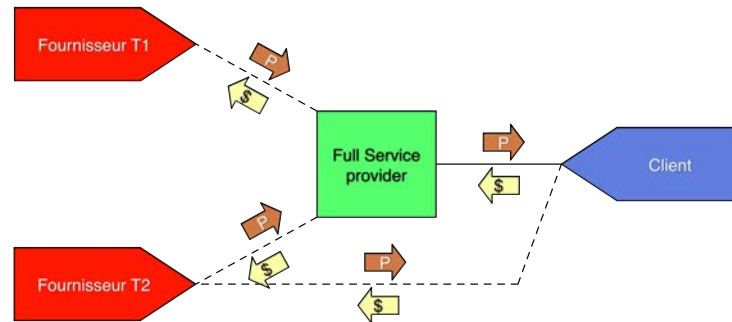 Fournisseur T1
P
$
Full Service
provider
P
$
Client
P
$
Fournisseur T2
P
$